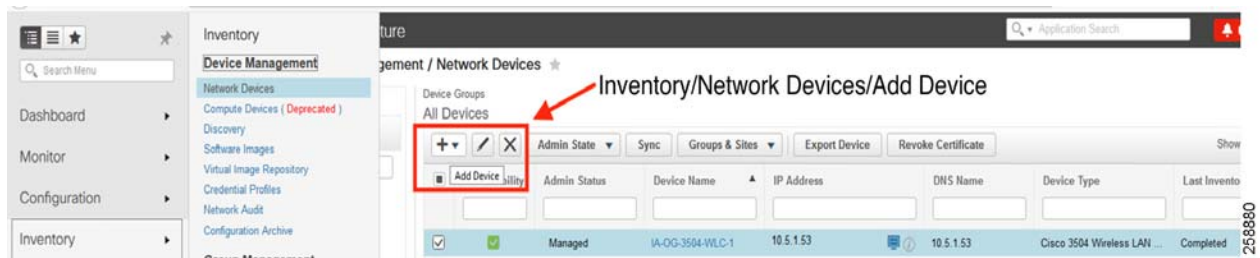 ture
Application Search
Search Menu
Dashboard
Monitor
Configuration
Inventory
Inventory
Device Management
Network Devices
Compute Devices ( Deprecated )
Discovery
Software Images
Virtual Image Repository
Credential Profiles
Network Audit
Configuration Archive
gement / Network Devices
Inventory/Network Devices/Add Device
Device Groups
All Devices
Admin State
Sync
Groups & Sites
Export Device
Revoke Certificate
Show
Add Device
bility
Admin Status
Device Name
IP Address
DNS Name
Device Type
Last Invento
Managed
IA-OG-3504-WLC-1
10.5.1.53
10.5.1.53
Cisco 3504 Wireless LAN ...
Completed
258880